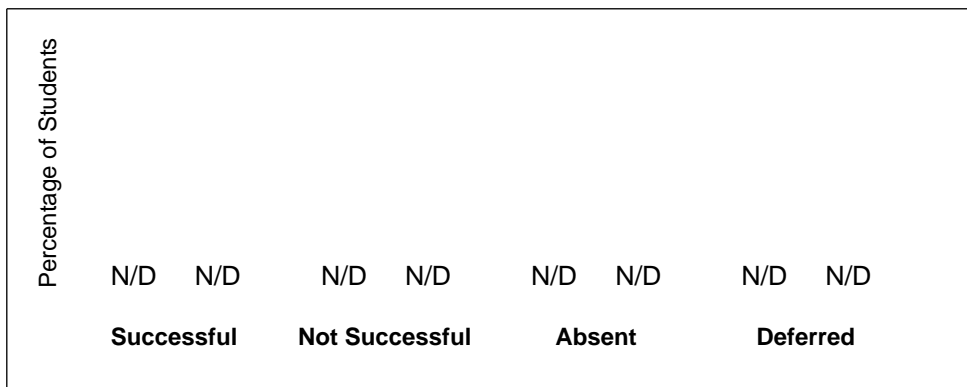 Percentage of Students
N/D N/D N/D N/D N/D N/D N/D N/D
Successful Not Successful Absent Deferred